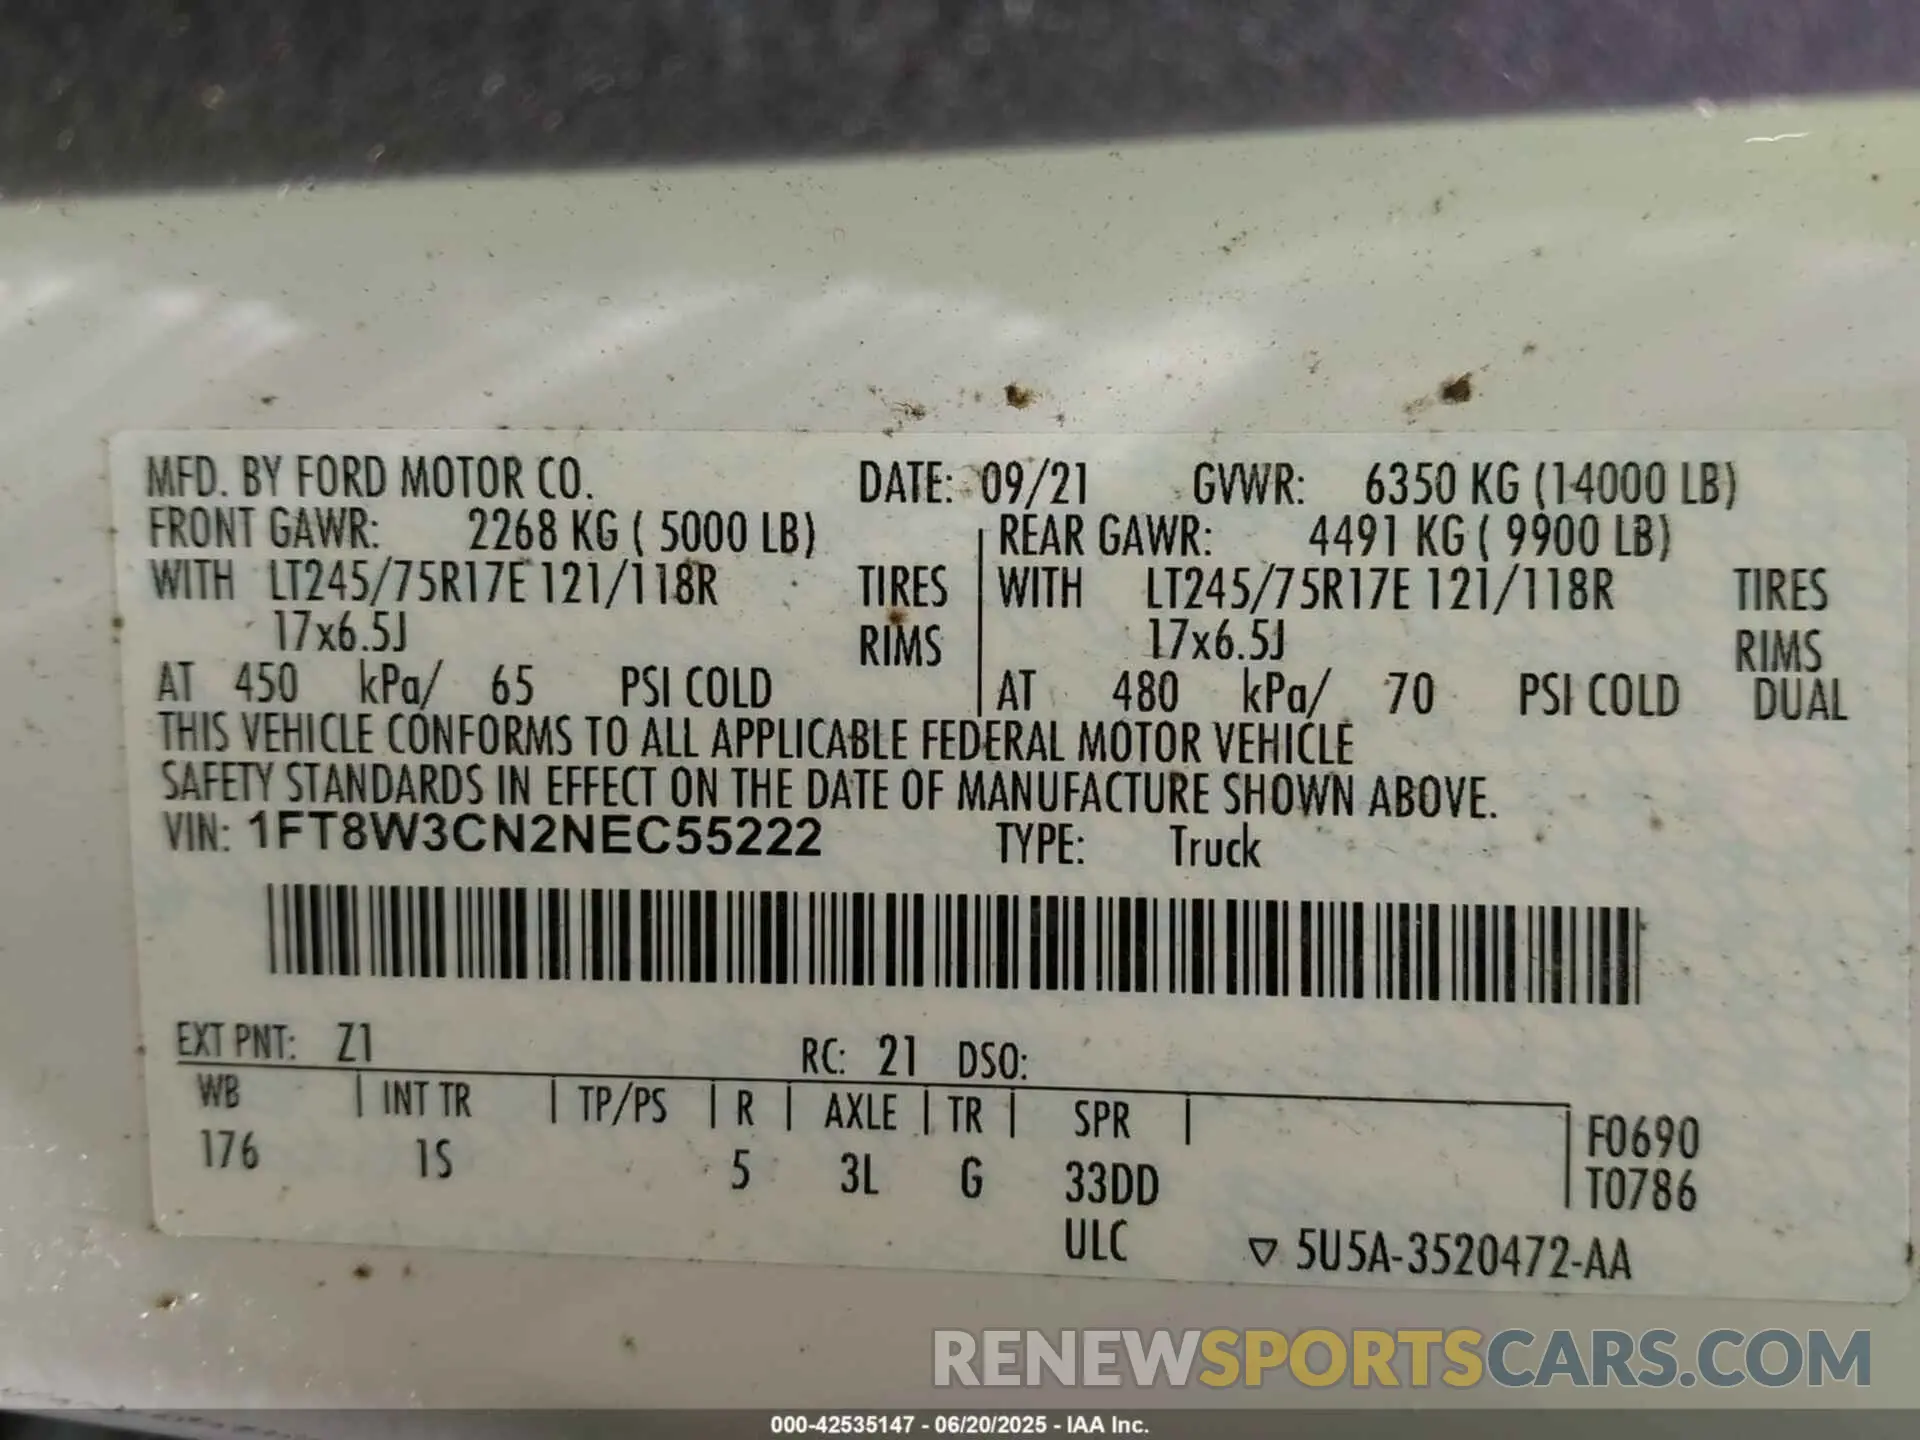 MFD. BY FORD MOTOR CO. DATE: 09/21 GVWR: 6350 KG (14000 LB)
FRONT GAWR: 2268 KG ( 5000 LB) REAR GAWR: 4491 KG ( 9900 LB)
WITH LT245/75R17E 121/118R TIRES WITH LT245/75R17E 121/118R TIRES
17x6.5J RIMS 17x6.5J RIMS
AT 450 kPa/ 65 PSI COLD AT 480 kPa/ 70 PSI COLD DUAL
THIS VEHICLE CONFORMS TO ALL APPLICABLE FEDERAL MOTOR VEHICLE
SAFETY STANDARDS IN EFFECT ON THE DATE OF MANUFACTURE SHOWN ABOVE.
VIN: 1FT8W3CN2NEC55222 TYPE: Truck
EXT PNT: Z1 RC: 21 DSO:
WB INT TR TP/PS R AXLE TR SPR F0690
176 1S 5 3L G 33DD T0786
ULC ▽ 5U5A-3520472-AA
RENEWSPORTSCARS.COM
000-42535147 - 06/20/2025 - IAA Inc.